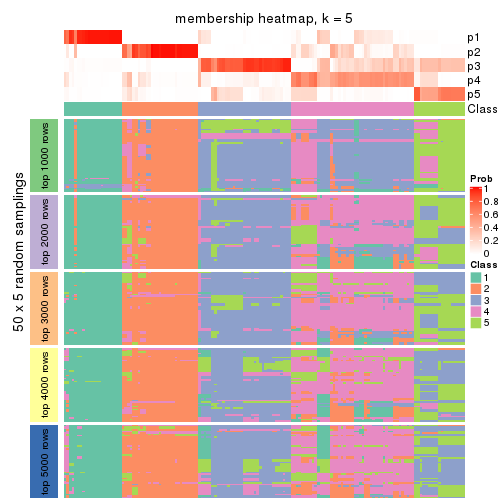 membership heatmap, k = 5
p1
p2
p3
p4
p5
Class
50 x 5 random samplings
top 1000 rows
top 2000 rows
top 3000 rows
top 4000 rows
top 5000 rows
Prob
1
0.8
0.6
0.4
0.2
0
Class
1
2
3
4
5